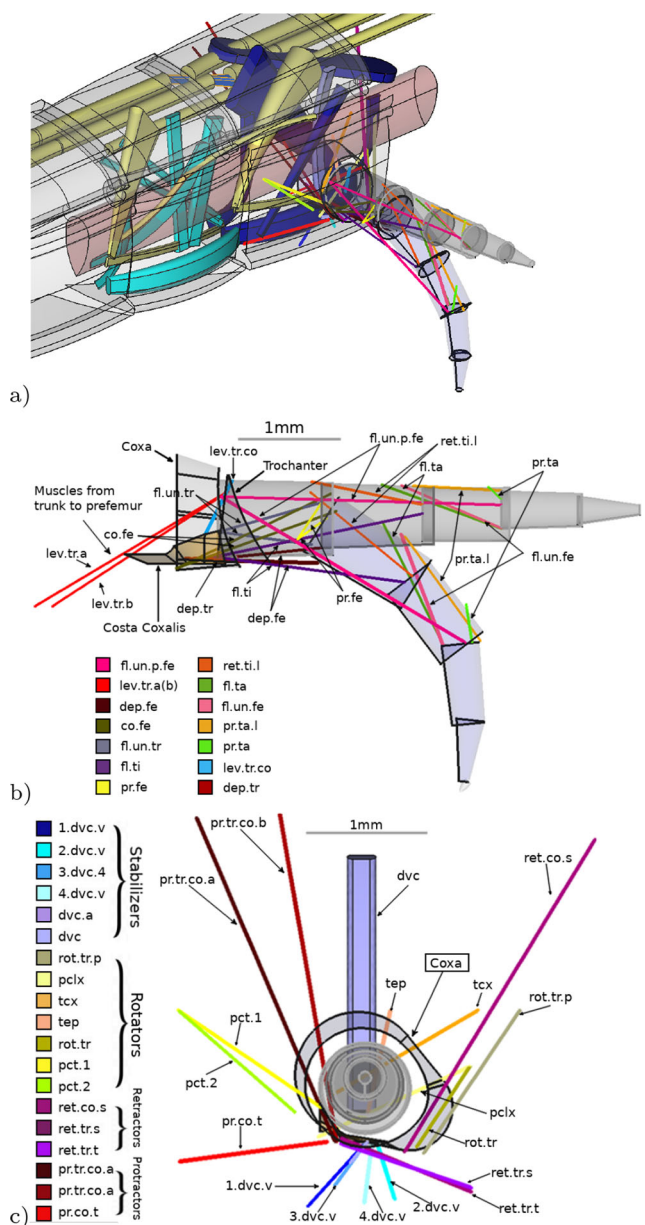 a)
1mm
lev.tr.co
fl.un.p.fe
ret.ti.l
Coxa
Trochanter
fl.ta
pr.ta
fl.un.tr
Muscles from
trunk to prefemur
co.fe
lev.tr.a
pr.ta.l
fl.un.fe
lev.tr.b
fl.ti
pr.fe
dep.tr
dep.fe
Costa Coxalis
fl.un.p.fe
ret.ti.l
lev.tr.a(b)
fl.ta
dep.fe
fl.un.fe
co.fe
pr.ta.l
fl.un.tr
pr.ta
fl.ti
lev.tr.co
pr.fe
dep.tr
b)
1.dvc.v
2.dvc.v
3.dvc.4
4.dvc.v
dvc.a
dvc
Stabilizers
rot.tr.p
pclx
tcx
tep
rot.tr
pct.1
pct.2
Rotators
ret.co.s
ret.tr.s
ret.tr.t
Retractors
pr.tr.co.a
pr.tr.co.a
pr.co.t
Protractors
pr.tr.co.b
1mm
ret.co.s
pr.tr.co.a
dvc
Coxa
tep
tcx
rot.tr.p
pct.1
pct.2
pclx
pr.co.t
rot.tr
ret.tr.s
1.dvc.v
2.dvc.v
ret.tr.t
3.dvc.v
4.dvc.v
c)